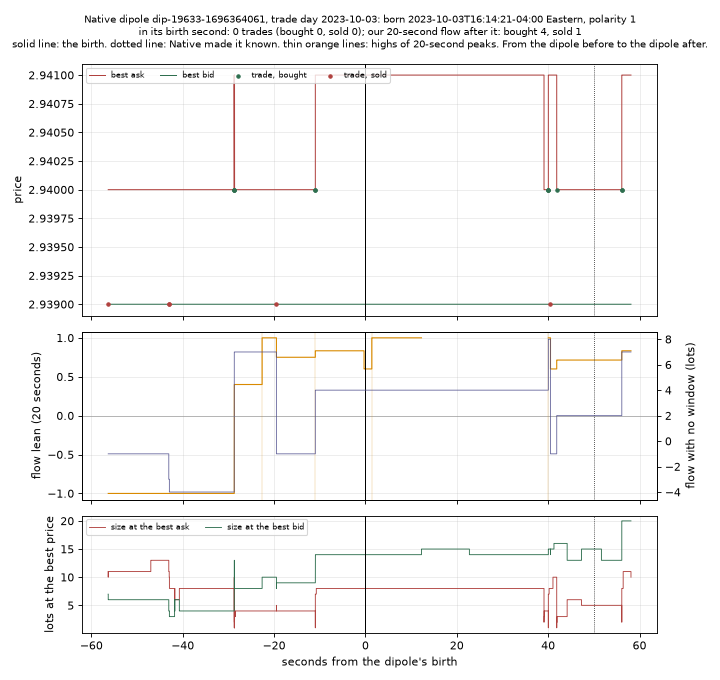 Native dipole dip-19633-1696364061, trade day 2023-10-03: born 2023-10-03T16:14:21-04:00 Eastern, polarity 1
in its birth second: 0 trades (bought 0, sold 0); our 20-second flow after it: bought 4, sold 1
solid line: the birth. dotted line: Native made it known. thin orange lines: highs of 20-second peaks. From the dipole before to the dipole after.
best ask best bid trade, bought trade, sold
2.94100
2.94075
2.94050
2.94025
2.94000
2.93975
2.93950
2.93925
2.93900
price
1.0
0.5
0.0
−0.5
−1.0
flow lean (20 seconds)
8
6
4
2
0
−2
−4
flow with no window (lots)
size at the best ask size at the best bid
20
15
10
5
lots at the best price
−60 −40 −20 0 20 40 60
seconds from the dipole's birth